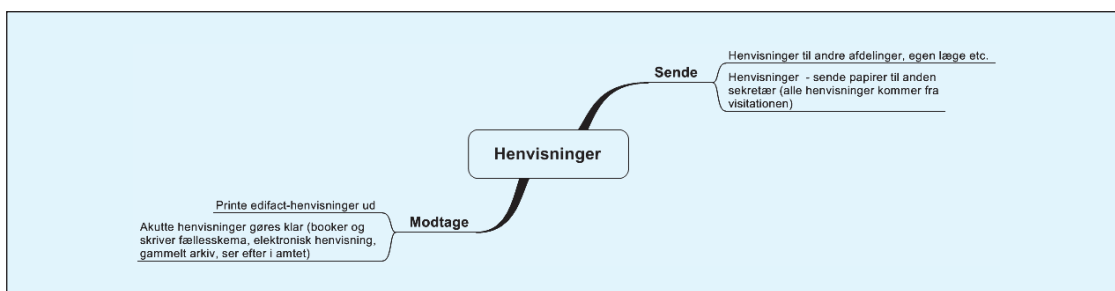 Henvisninger til andre afdelinger, egen læge etc.
Sende
Henvisninger - sende papirer til anden
sekretær (alle henvisninger kommer fra
visitationen)
Henvisninger
Printe edifact-henvisninger ud
Modtage
Akutte henvisninger gøres klar (booker og
skriver fællesskema, elektronisk henvisning,
gammelt arkiv, ser efter i amtet)